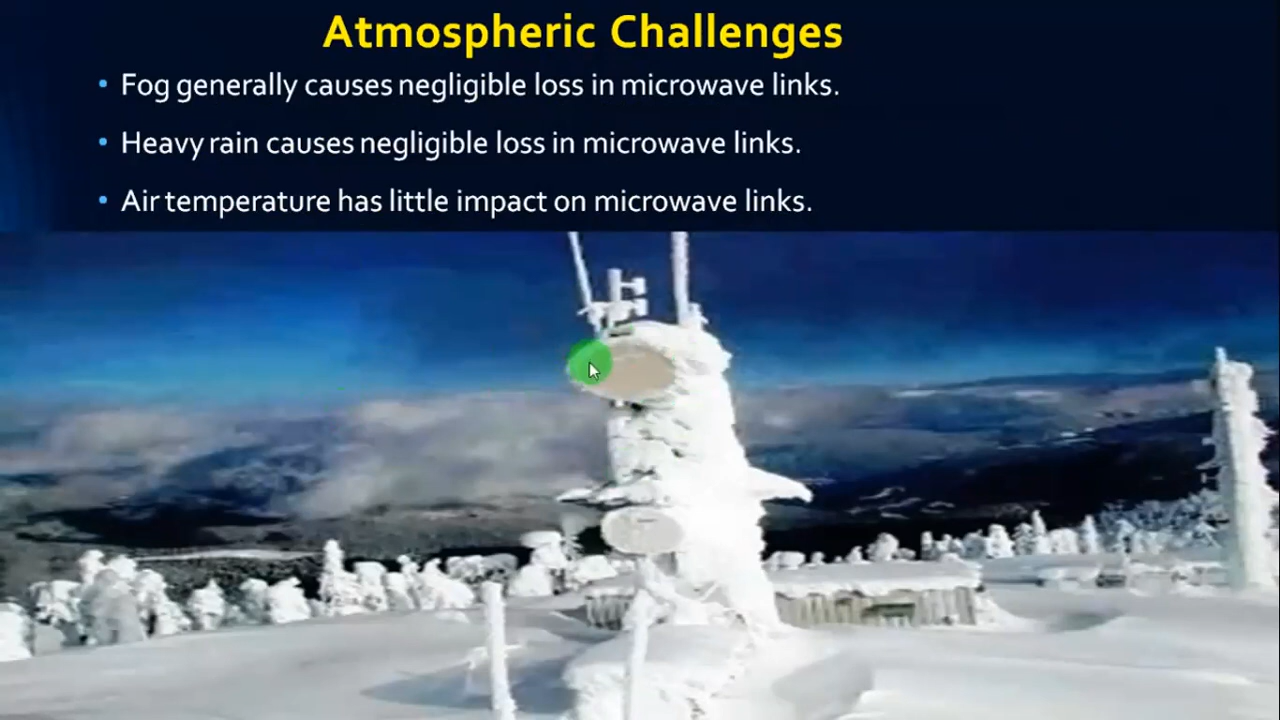 Atmospheric Challenges
• Fog generally causes negligible loss in microwave links.
• Heavy rain causes negligible loss in microwave links.
• Air temperature has little impact on microwave links.